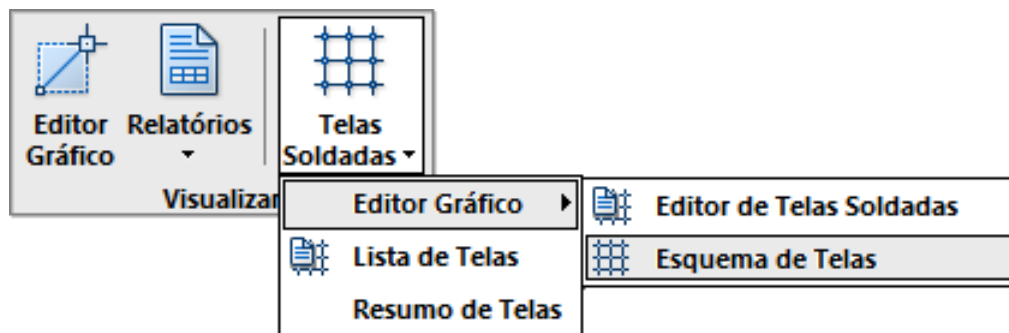 Editor Gráfico
Relatórios
Telas Soldadas
Visualizar
Editor Gráfico
Editor de Telas Soldadas
Lista de Telas
Esquema de Telas
Resumo de Telas